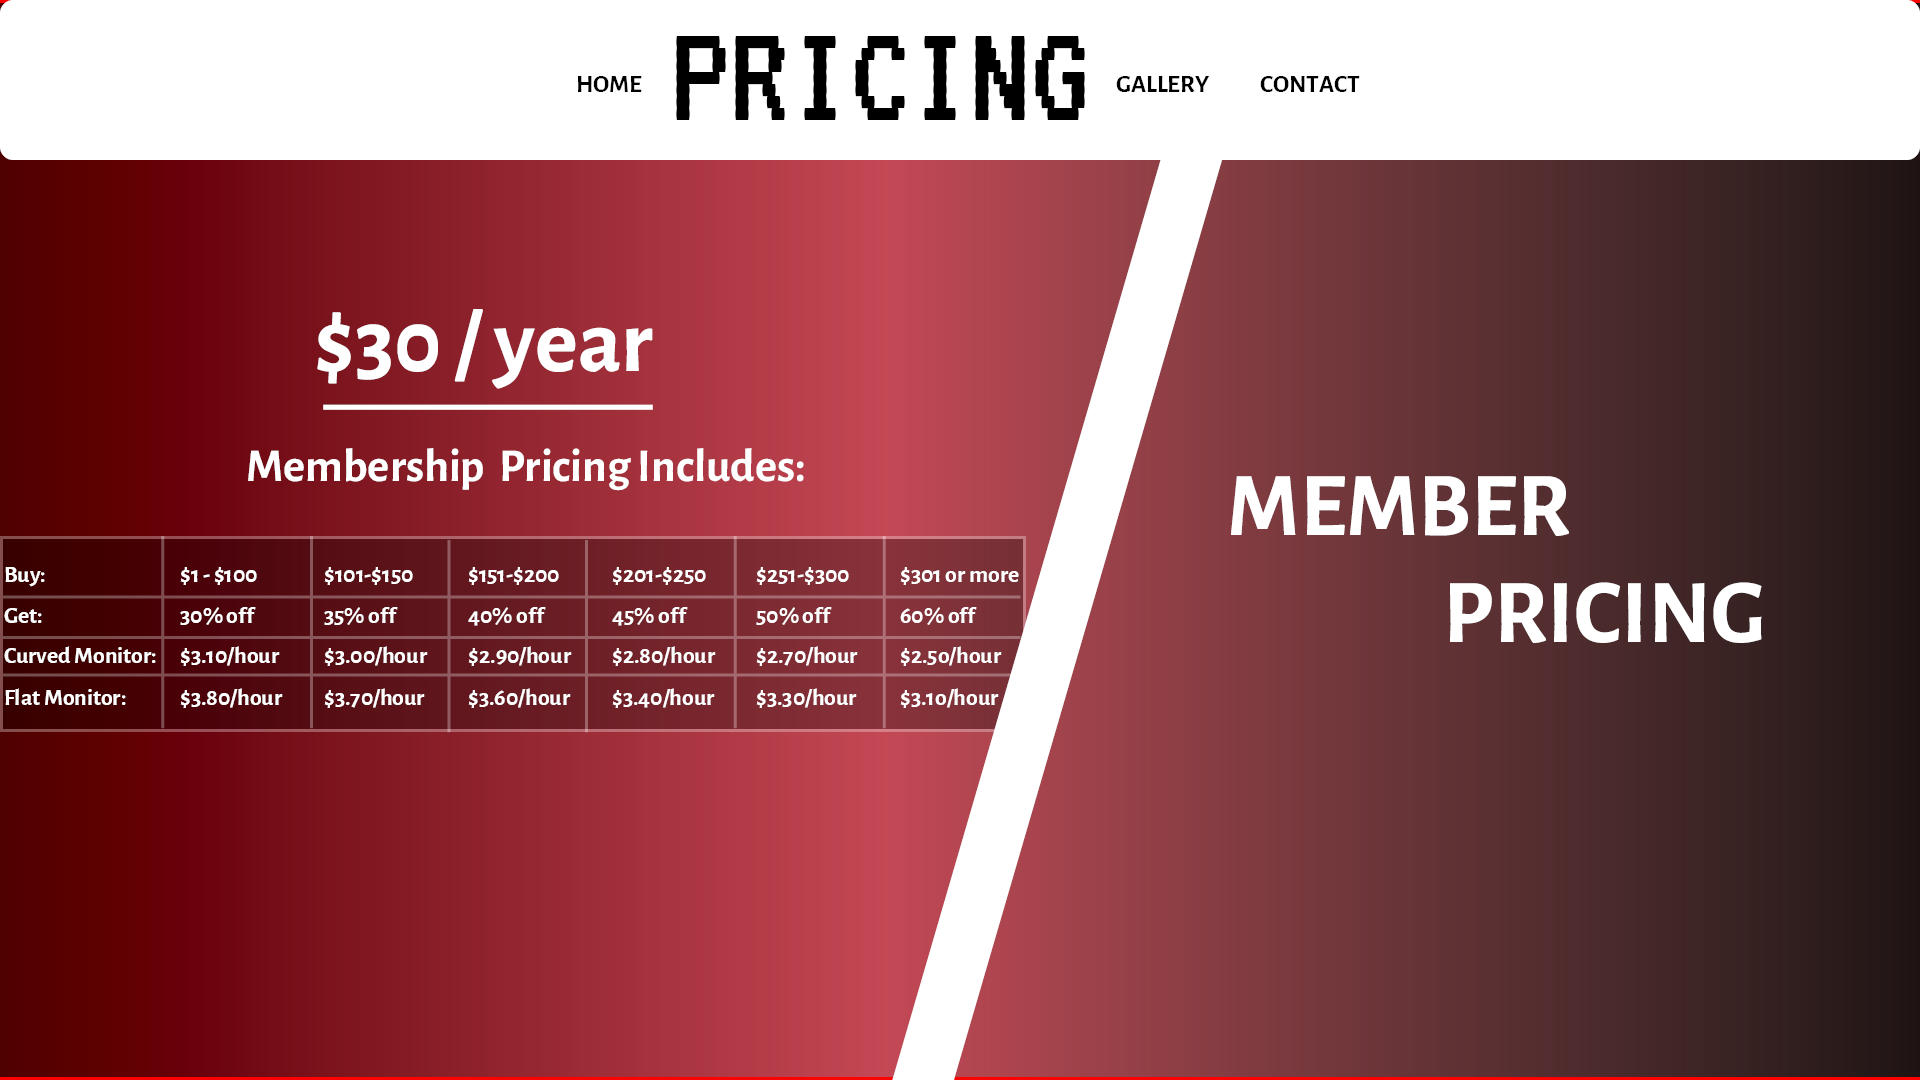 HOME PRICING GALLERY CONTACT
$30 / year
Membership Pricing Includes:
MEMBER
PRICING
Buy: $1 - $100 $101-$150 $151-$200 $201-$250 $251-$300 $301 or more
Get: 30% off 35% off 40% off 45% off 50% off 60% off
Curved Monitor: $3.10/hour $3.00/hour $2.90/hour $2.80/hour $2.70/hour $2.50/hour
Flat Monitor: $3.80/hour $3.70/hour $3.60/hour $3.40/hour $3.30/hour $3.10/hour